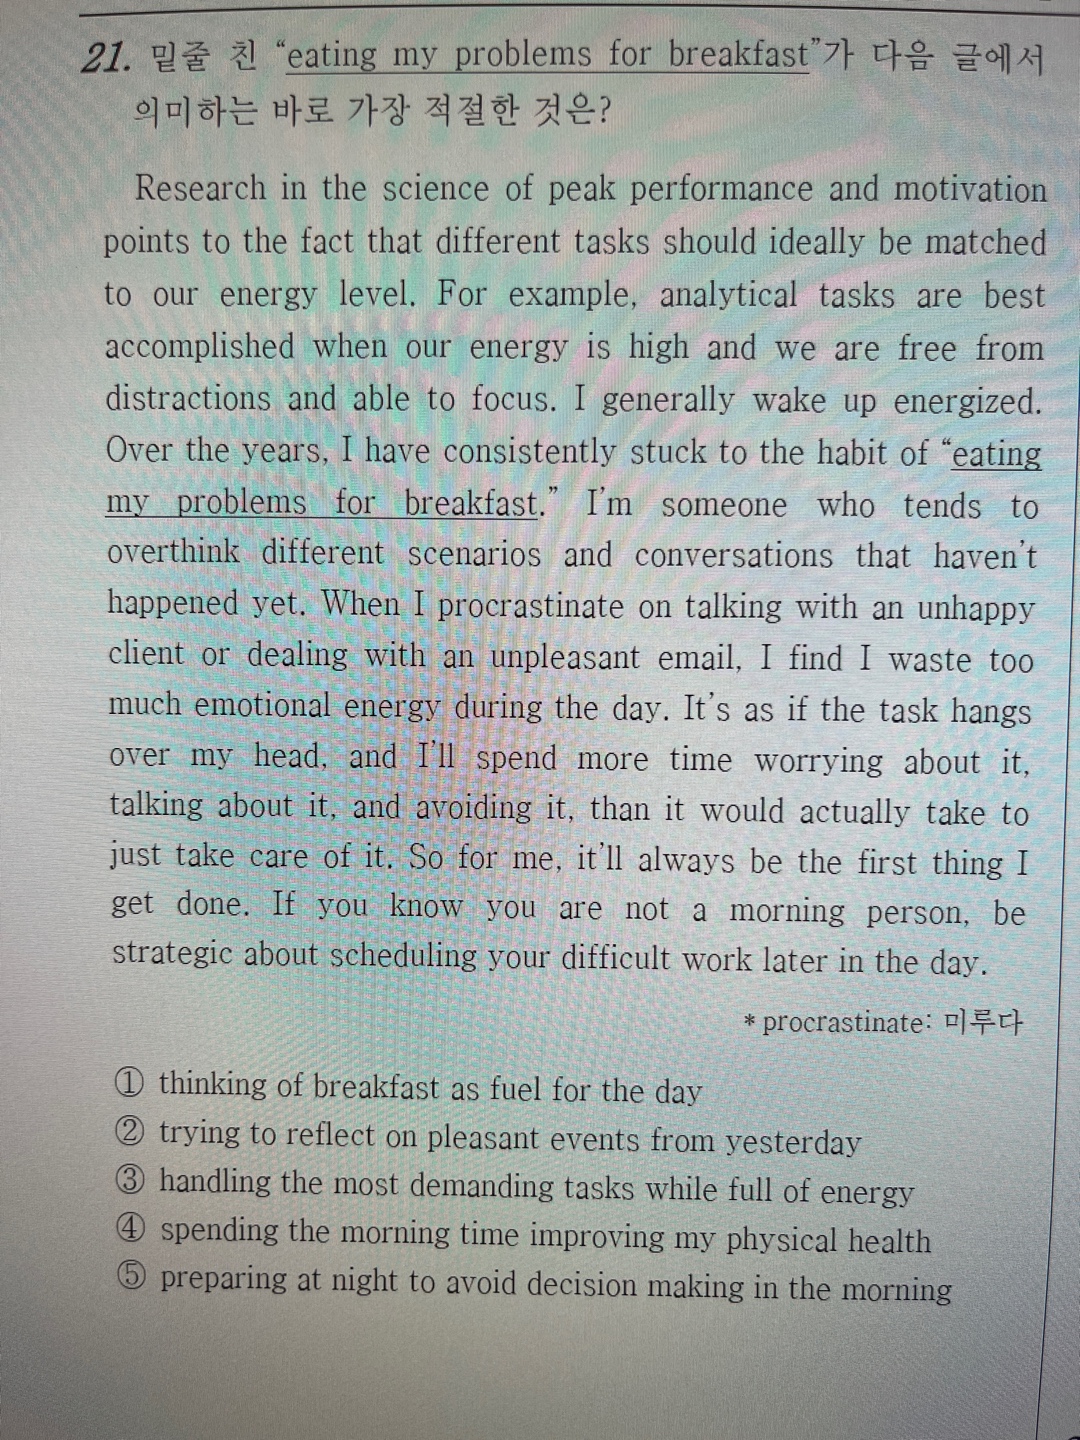 21. 밑줄 친 “eating my problems for breakfast”가 다음 글에서
의미하는 바로 가장 적절한 것은?
Research in the science of peak performance and motivation
points to the fact that different tasks should ideally be matched
to our energy level. For example, analytical tasks are best
accomplished when our energy is high and we are free from
distractions and able to focus. I generally wake up energized.
Over the years, I have consistently stuck to the habit of “eating
my problems for breakfast.” I’m someone who tends to
overthink different scenarios and conversations that haven’t
happened yet. When I procrastinate on talking with an unhappy
client or dealing with an unpleasant email, I find I waste too
much emotional energy during the day. It’s as if the task hangs
over my head, and I’ll spend more time worrying about it,
talking about it, and avoiding it, than it would actually take to
just take care of it. So for me, it’ll always be the first thing I
get done. If you know you are not a morning person, be
strategic about scheduling your difficult work later in the day.
* procrastinate: 미루다
① thinking of breakfast as fuel for the day
② trying to reflect on pleasant events from yesterday
③ handling the most demanding tasks while full of energy
④ spending the morning time improving my physical health
⑤ preparing at night to avoid decision making in the morning